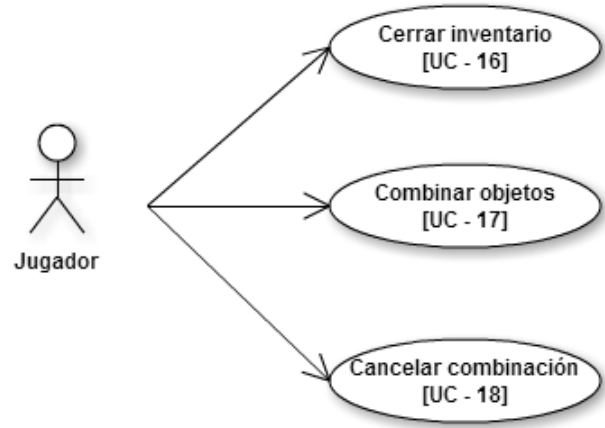 Cerrar inventario
[UC - 16]
Jugador
Combinar objetos
[UC - 17]
Cancelar combinación
[UC - 18]